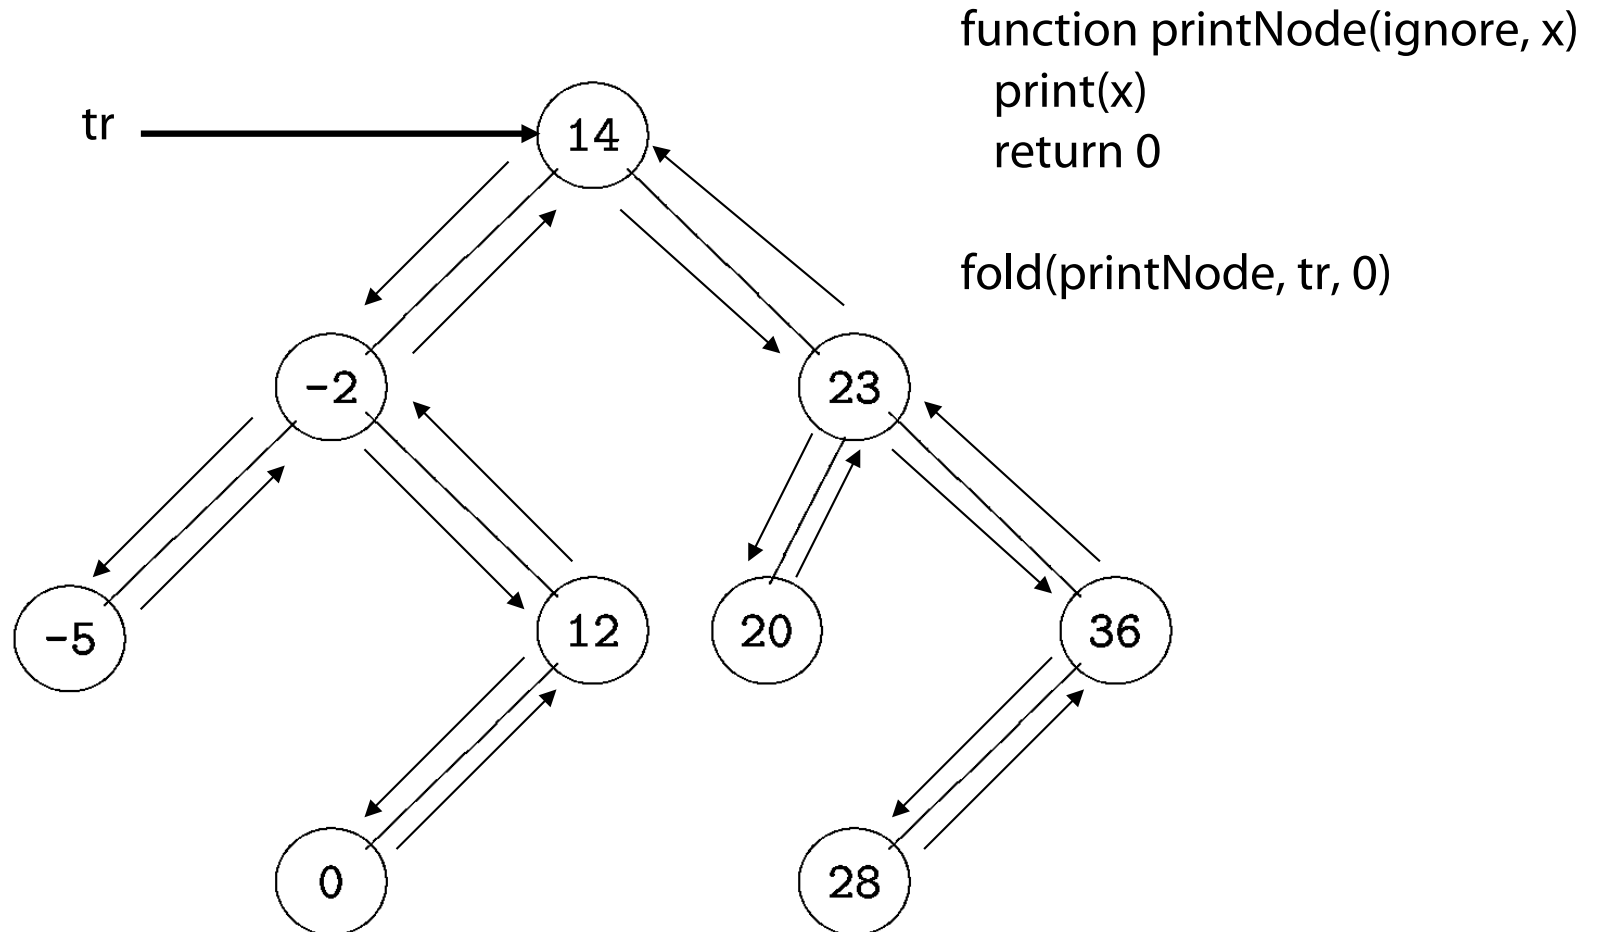 function printNode(ignore, x)
print(x)
return 0
fold(printNode, tr, 0)
tr
14
-2
23
-5
12
20
36
0
28